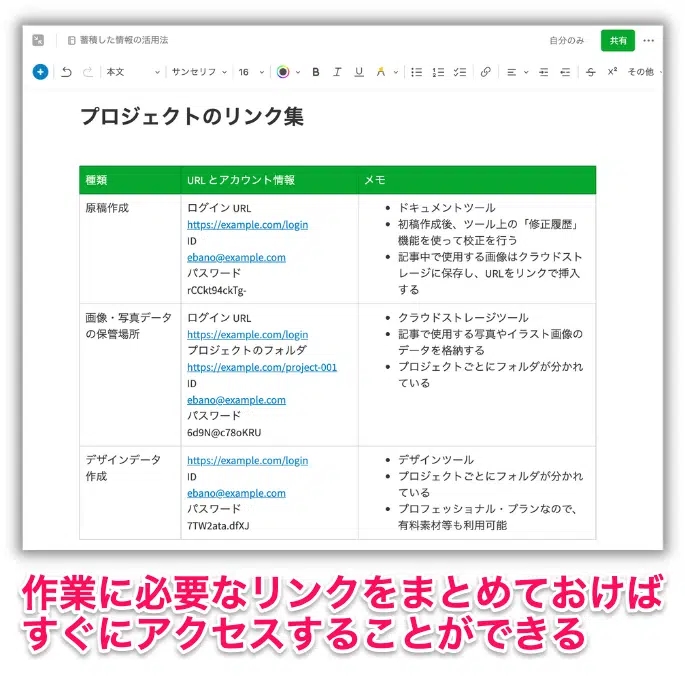 蓄積した情報の活用法
自分のみ
共有
本文
サンセリフ
16
B
I
U
A
X²
その他
プロジェクトのリンク集
種類
URL とアカウント情報
メモ
原稿作成
ログイン URL
https://example.com/login
ID
ebano@example.com
パスワード
rCCkt94ckTg-
ドキュメントツール
初稿作成後、ツール上の「修正履歴」
機能を使って校正を行う
記事中で使用する画像はクラウドスト
レージに保存し、URLをリンクで挿入
する
画像・写真データ
の保管場所
ログイン URL
https://example.com/login
プロジェクトのフォルダ
https://example.com/project-001
ID
ebano@example.com
パスワード
6d9N@c78oKRU
クラウドストレージツール
記事で使用する写真やイラスト画像の
データを格納する
プロジェクトごとにフォルダが分かれ
ている
デザインデータ
作成
https://example.com/login
ID
ebano@example.com
パスワード
7TW2ata.dfXJ
デザインツール
プロジェクトごとにフォルダが分かれ
ている
プロフェッショナル・プランなので、
有料素材等も利用可能
作業に必要なリンクをまとめておけば
すぐにアクセスすることができる